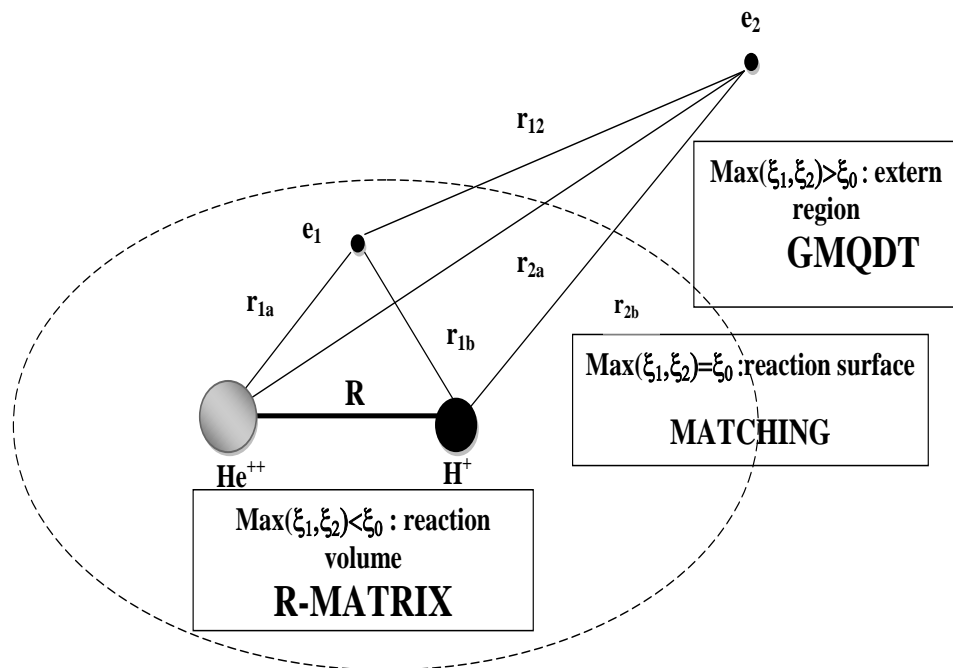 e₂
r₁₂
Max(ξ₁,ξ₂)>ξ₀ : extern
region
GMQDT
e₁
r₂ₐ
r₁ₐ
r₂b
r₁b
Max(ξ₁,ξ₂)=ξ₀ :reaction surface
MATCHING
R
He⁺⁺
H⁺
Max(ξ₁,ξ₂)<ξ₀ : reaction
volume
R-MATRIX